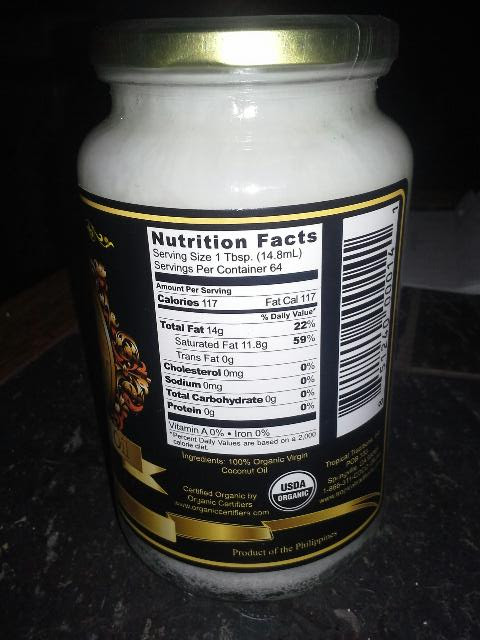 Nutrition Facts
Serving Size 1 Tbsp. (14.8mL)
Servings Per Container 64
Amount Per Serving
Calories 117 Fat Cal 117
% Daily Value*
Total Fat 14g 22%
Saturated Fat 11.8g 59%
Trans Fat 0g
Cholesterol 0mg 0%
Sodium 0mg 0%
Total Carbohydrate 0g 0%
Protein 0g 0%
Vitamin A 0% • Iron 0%
*Percent Daily Values are based on a 2,000
calorie diet.
Ingredients: 100% Organic Virgin
Coconut Oil
Certified Organic by
Organic Certifiers
www.organiccertifiers.com
USDA
ORGANIC
Tropical
POB
Product of the Philippines
Oil